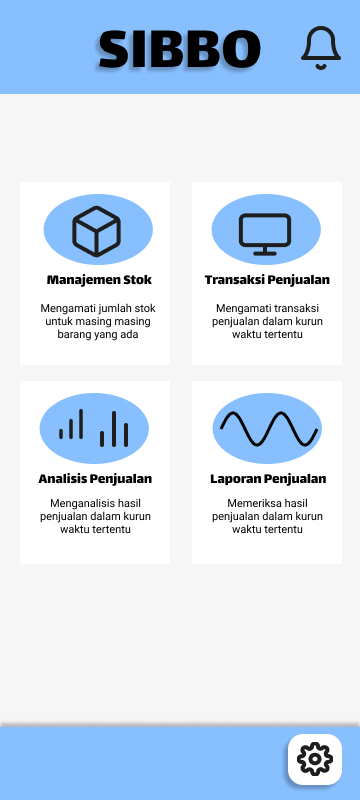 SIBBO
Manajemen Stok
Mengamati jumlah stok
untuk masing masing
barang yang ada
Transaksi Penjualan
Mengamati transaksi
penjualan dalam kurun
waktu tertentu
Analisis Penjualan
Menganalisis hasil
penjualan dalam kurun
waktu tertentu
Laporan Penjualan
Memeriksa hasil
penjualan dalam kurun
waktu tertentu